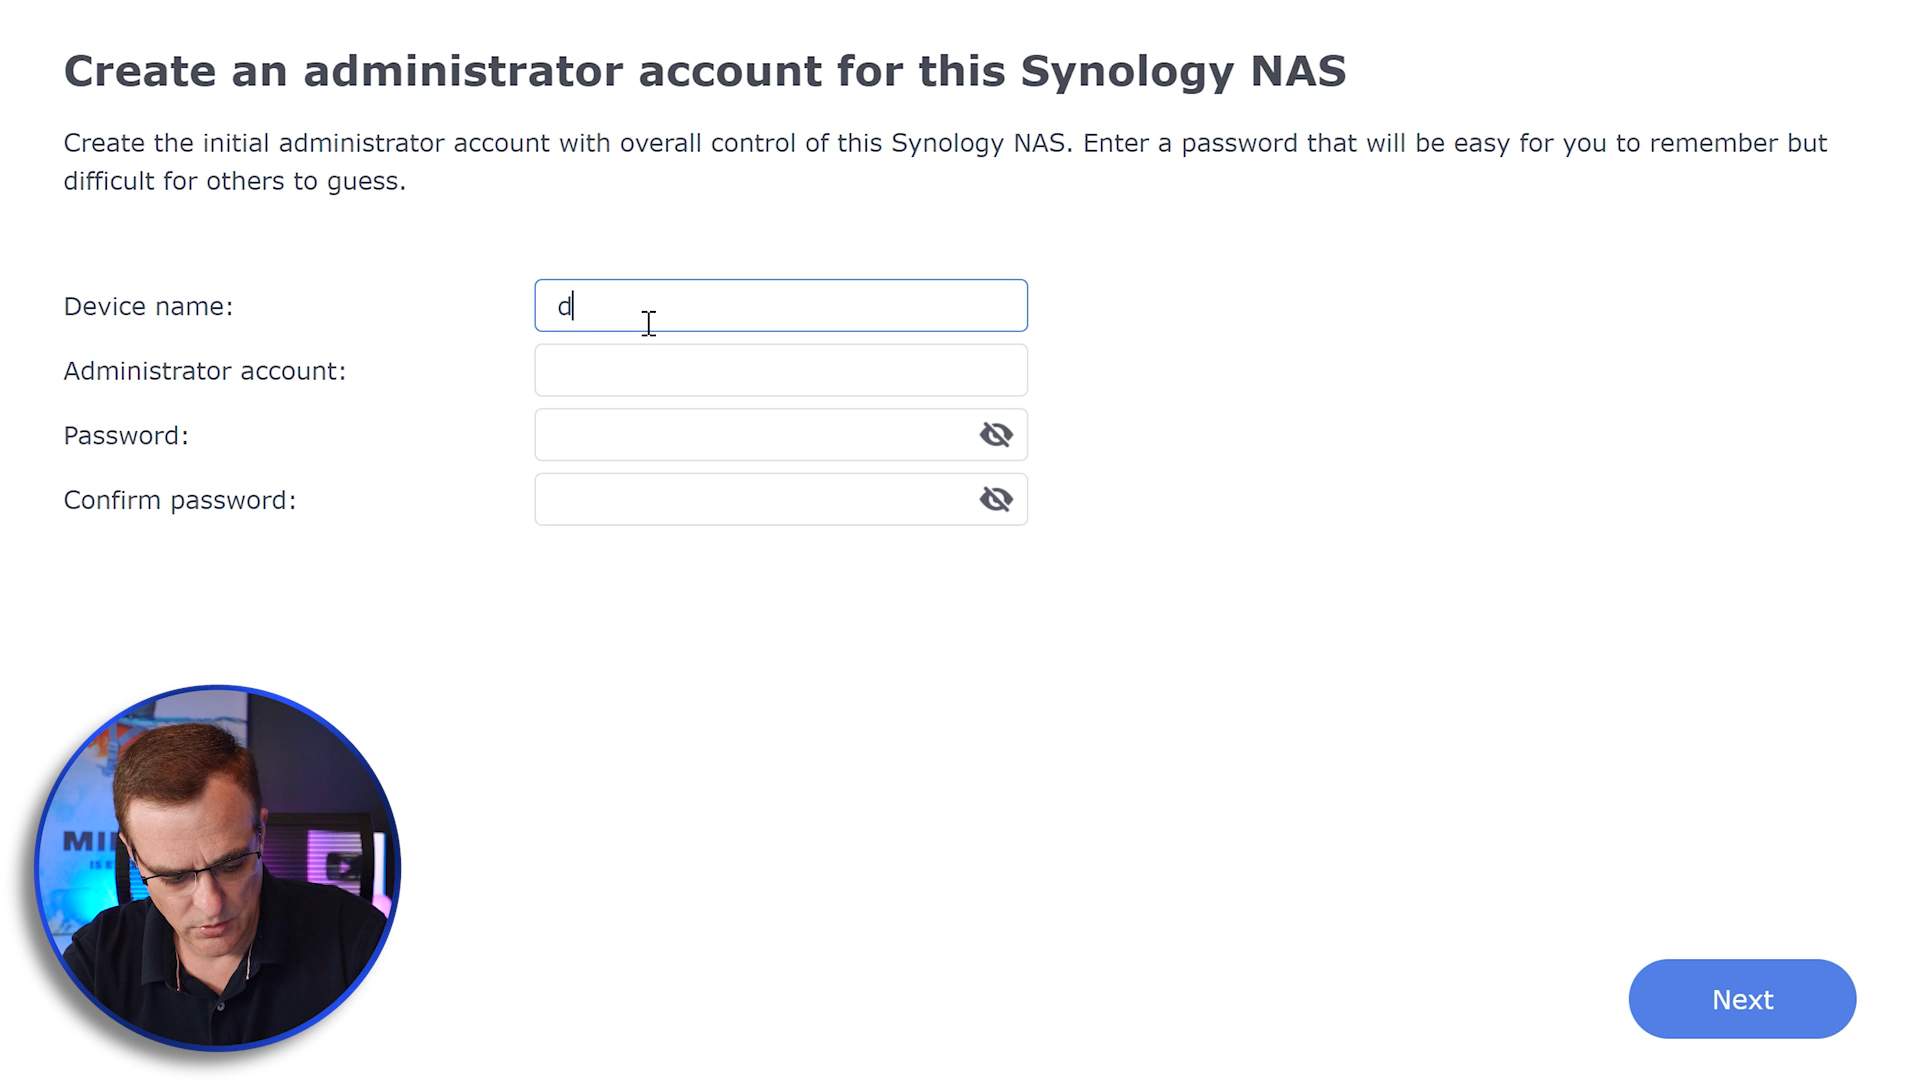 Create an administrator account for this Synology NAS
Create the initial administrator account with overall control of this Synology NAS. Enter a password that will be easy for you to remember but
difficult for others to guess.
Device name:
d
Administrator account:
Password:
Confirm password:
Next